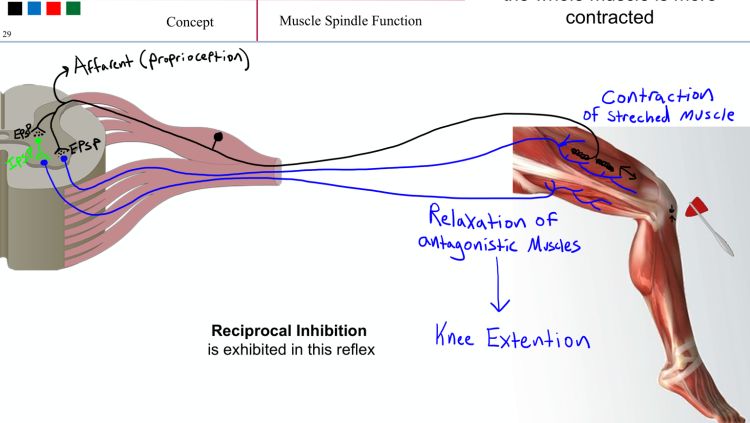 the whole muscle is more
contracted
Concept
Muscle Spindle Function
29
Affarent (proprioception)
EPSP
EPSP
IPSP
Contraction
of Streched Muscle
Relaxation of
antagonistic Muscles
Knee Extention
Reciprocal Inhibition
is exhibited in this reflex